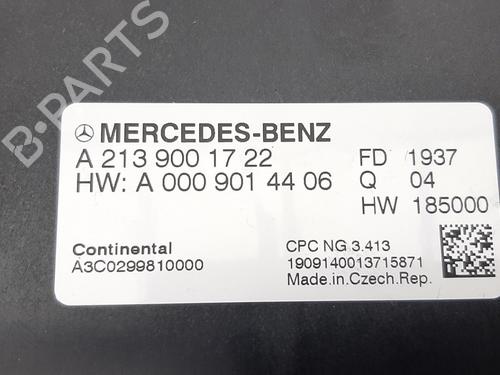 B-PARTS
MERCEDES-BENZ
A 213 900 17 22 FD 1937
HW: A 000 901 44 06 Q 04
HW 185000
Continental CPC NG 3.413
A3C0299810000 1909140013715871
Made.in.Czech.Rep.